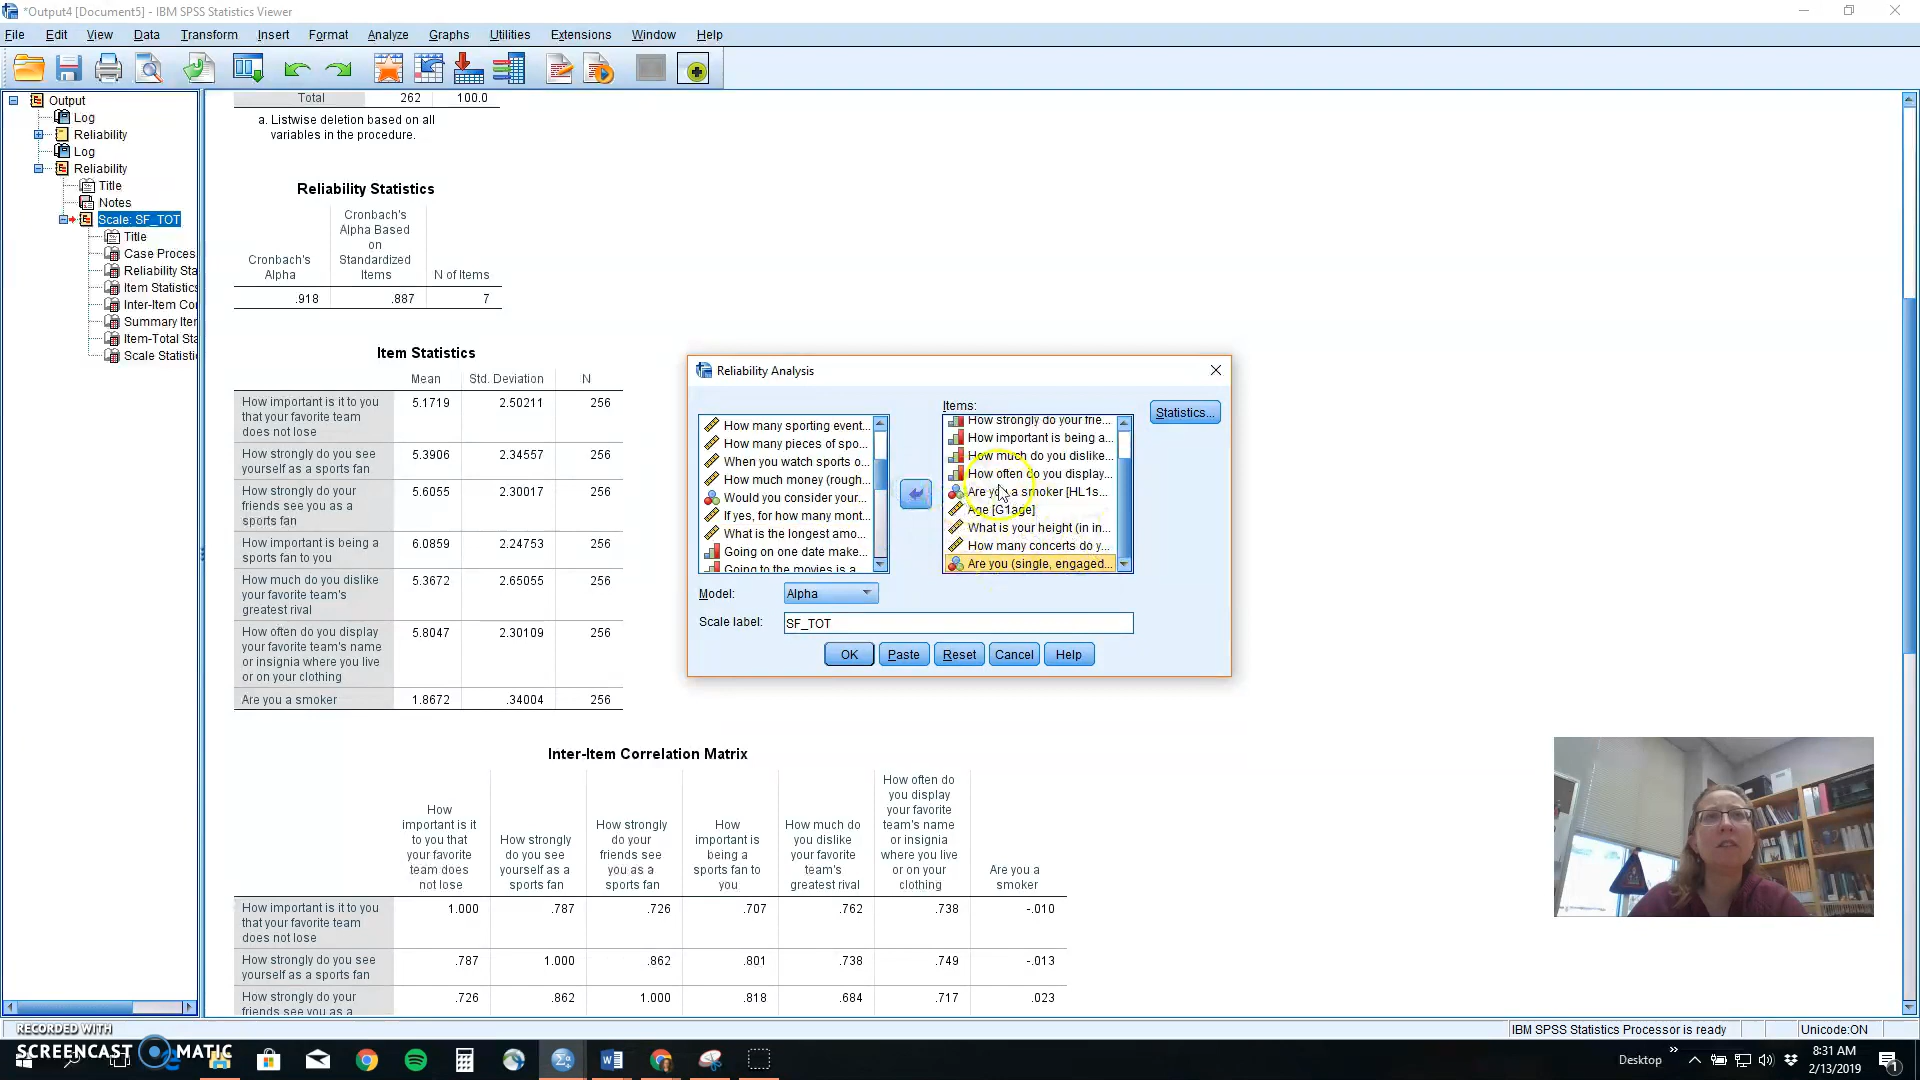 *Output4 [Document5] - IBM SPSS Statistics Viewer
File Edit View Data Transform Insert Format Analyze Graphs Utilities Extensions Window Help
Output
Log
Reliability
Log
Reliability
Title
Notes
Scale: SF_TOT
Title
Case Proces
Reliability Sta
Item Statistics
Inter-Item Co
Summary Iter
Item-Total Sta
Scale Statisti
Total 262 100.0
a. Listwise deletion based on all
variables in the procedure.
Reliability Statistics
Cronbach's
Alpha
Cronbach's
Alpha Based
on
Standardized
Items
N of Items
.918 .887 7
Item Statistics
Mean Std. Deviation N
How important is it to you
that your favorite team
does not lose
5.1719 2.50211 256
How strongly do you see
yourself as a sports fan
5.3906 2.34557 256
How strongly do your
friends see you as a
sports fan
5.6055 2.30017 256
How important is being a
sports fan to you
6.0859 2.24753 256
How much do you dislike
your favorite team's
greatest rival
5.3672 2.65055 256
How often do you display
your favorite team's name
or insignia where you live
or on your clothing
5.8047 2.30109 256
Are you a smoker 1.8672 .34004 256
Inter-Item Correlation Matrix
How
important is it
to you that
your favorite
team does
not lose
How strongly
do you see
yourself as a
sports fan
How strongly
do your
friends see
you as a
sports fan
How
important is
being a
sports fan to
you
How much do
you dislike
your favorite
team's
greatest rival
How often do
you display
your favorite
team's name
or insignia
where you live
or on your
clothing
Are you a
smoker
How important is it to you
that your favorite team
does not lose
1.000 .787 .726 .707 .762 .738 -.010
How strongly do you see
yourself as a sports fan
.787 1.000 .862 .801 .738 .749 -.013
How strongly do your
friends see you as a
.726 .862 1.000 .818 .684 .717 .023
Reliability Analysis
How many sporting event...
How many pieces of spo...
When you watch sports o...
How much money (rough...
Would you consider your...
If yes, for how many mont...
What is the longest amo...
Going on one date make...
Going to the movies is a
Items:
How strongly do your frie...
How important is being a...
How much do you dislike...
How often do you display...
Are you a smoker [HL1s...
Age [G1age]
What is your height (in in...
How many concerts do y...
Are you (single, engaged...
Statistics...
Model: Alpha
Scale label: SF_TOT
OK Paste Reset Cancel Help
IBM SPSS Statistics Processor is ready Unicode:ON
RECORDED WITH
SCREENCAST MATIC
Desktop
8:31 AM
2/13/2019
1